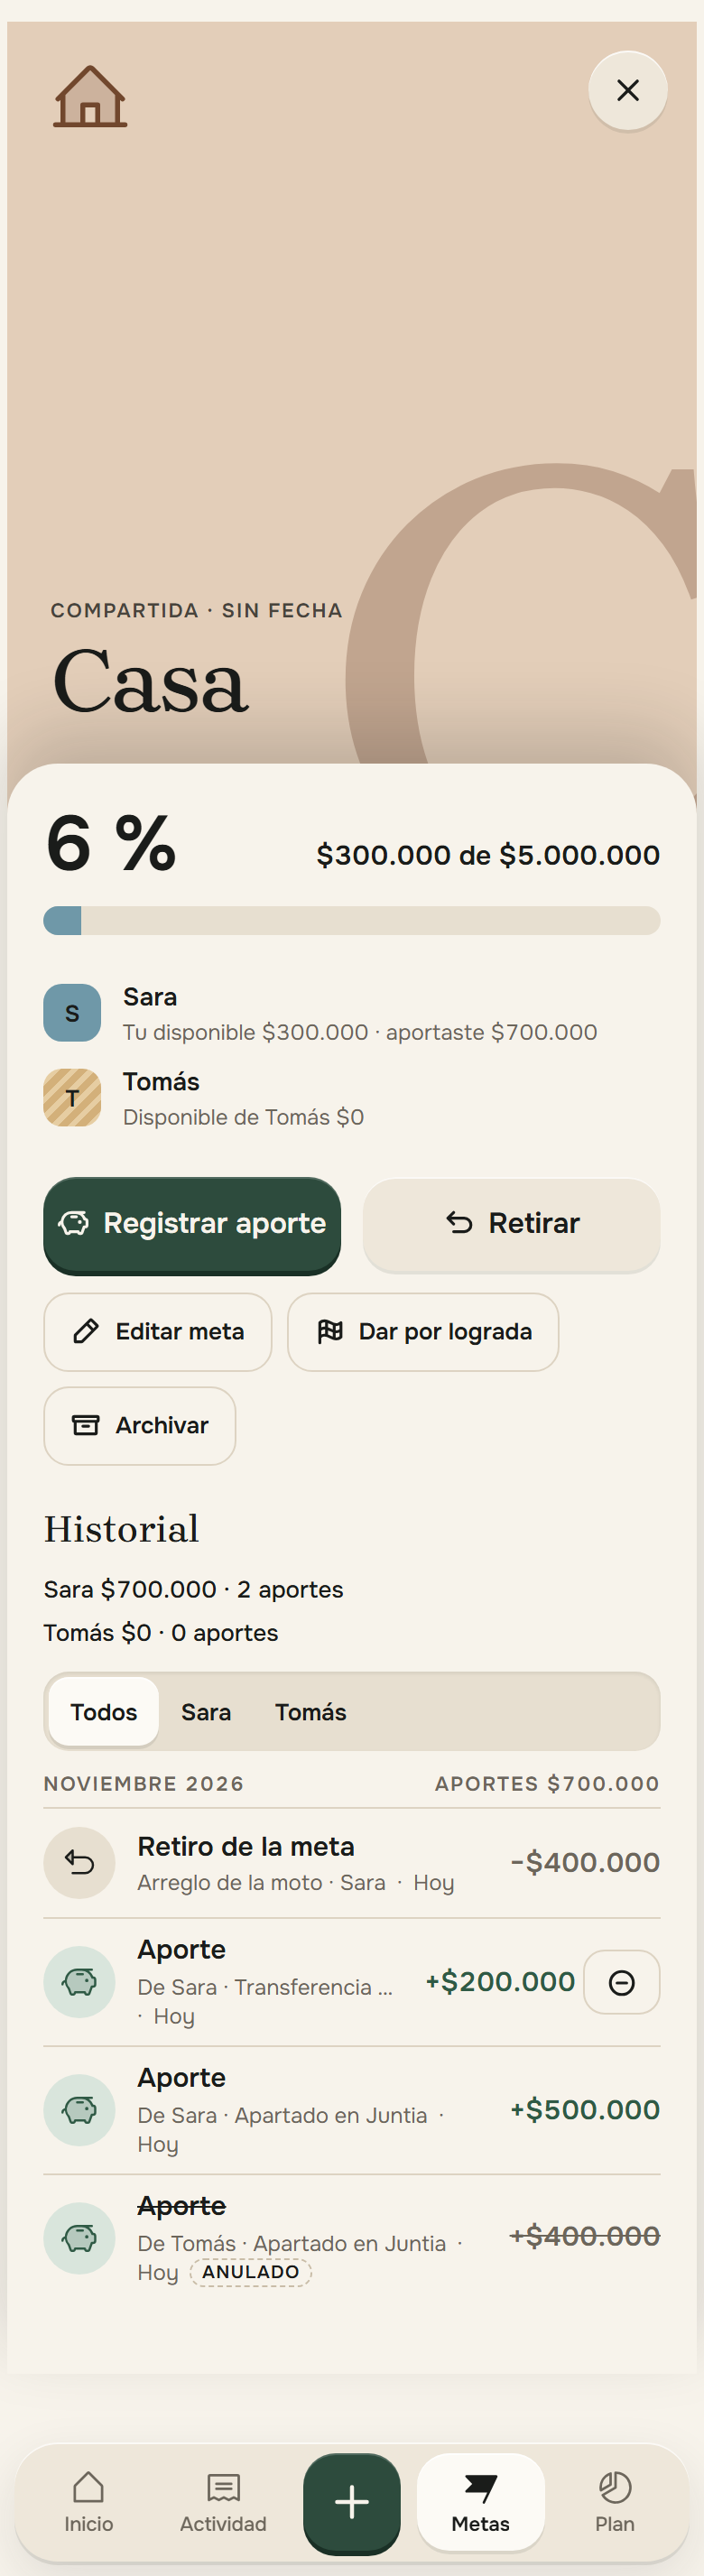 COMPARTIDA · SIN FECHA
Casa
C
6 %
$300.000 de $5.000.000
S
Sara
Tu disponible $300.000 · aportaste $700.000
T
Tomás
Disponible de Tomás $0
Registrar aporte
Retirar
Editar meta
Dar por lograda
Archivar
Historial
Sara $700.000 · 2 aportes
Tomás $0 · 0 aportes
Todos
Sara
Tomás
NOVIEMBRE 2026
APORTES $700.000
Retiro de la meta
Arreglo de la moto · Sara · Hoy
−$400.000
Aporte
De Sara · Transferencia ...
· Hoy
+$200.000
Aporte
De Sara · Apartado en Juntia ·
Hoy
+$500.000
Aporte
De Tomás · Apartado en Juntia ·
Hoy ANULADO
+$400.000
Inicio
Actividad
Metas
Plan